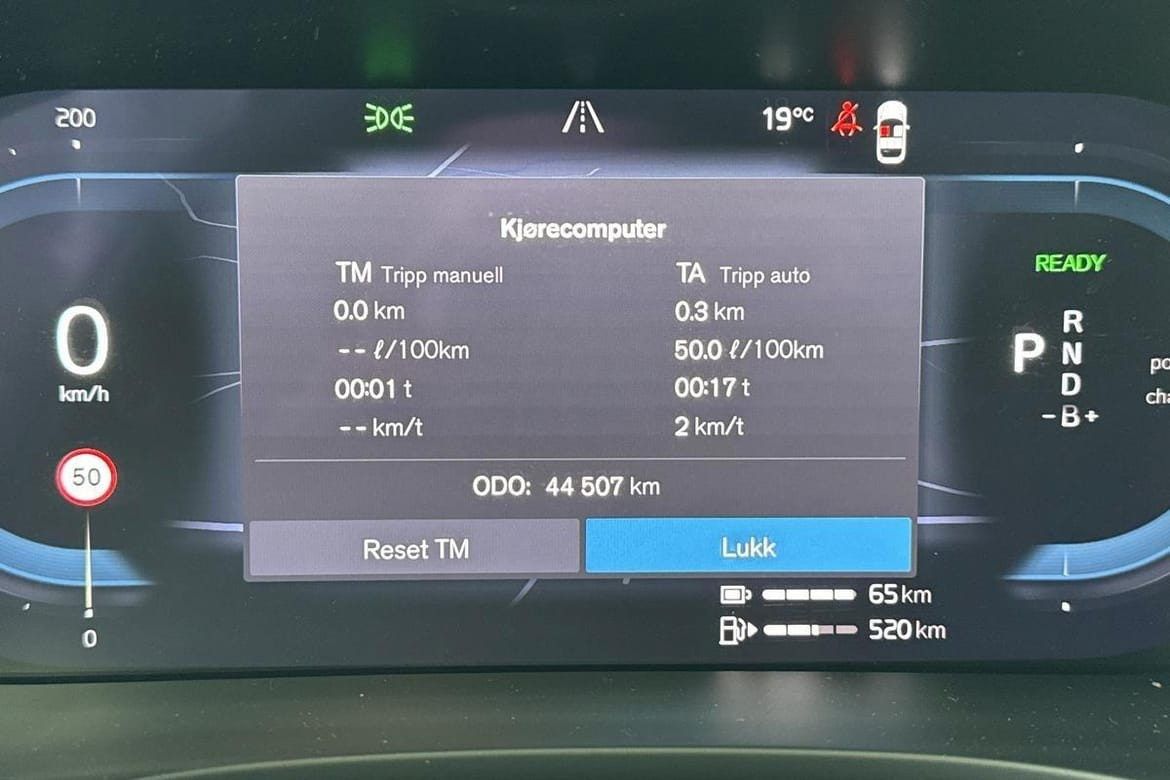 200
19°C
Kjørecomputer
TM Tripp manuell
0.0 km
-- ℓ/100km
00:01 t
-- km/t
TA Tripp auto
0.3 km
50.0 ℓ/100km
00:17 t
2 km/t
ODO: 44 507 km
Reset TM
Lukk
0
km/h
50
0
READY
P
R
N
D
-B+
65 km
520 km